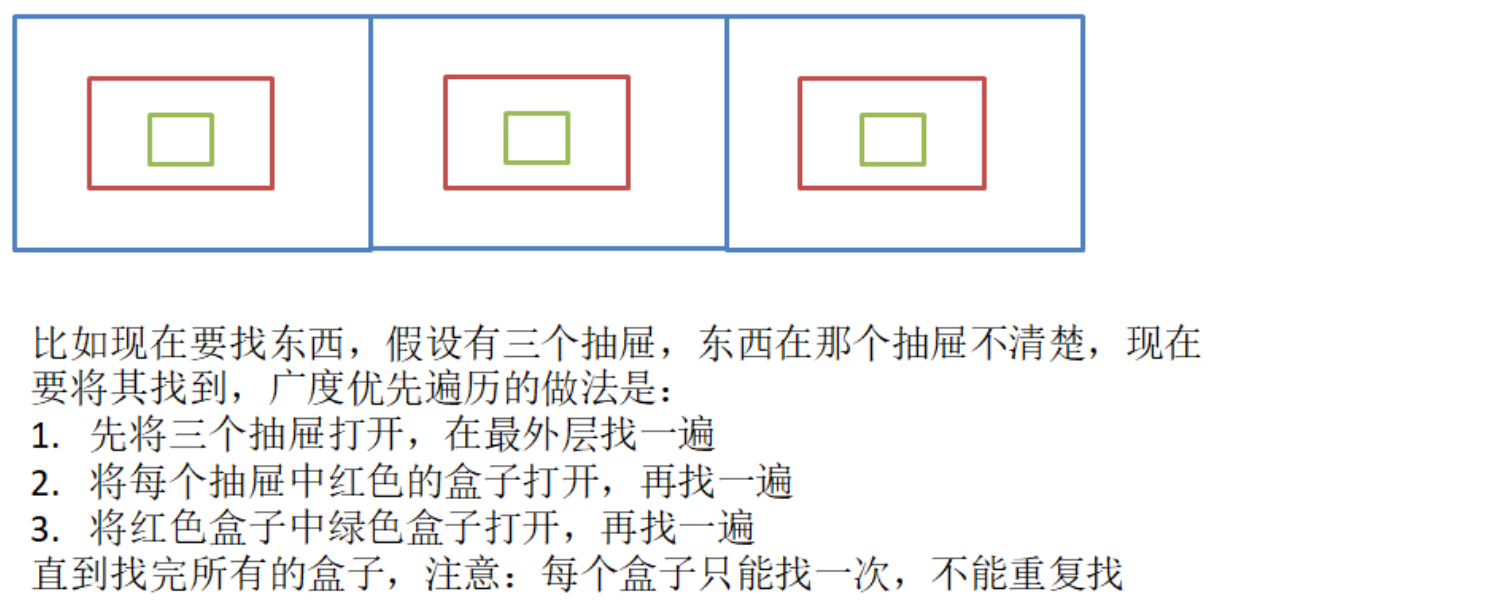 比如现在要找东西，假设有三个抽屉，东西在那个抽屉不清楚，现在
要将其找到，广度优先遍历的做法是：
1. 先将三个抽屉打开，在最外层找一遍
2. 将每个抽屉中红色的盒子打开，再找一遍
3. 将红色盒子中绿色盒子打开，再找一遍
直到找完所有的盒子，注意：每个盒子只能找一次，不能重复找